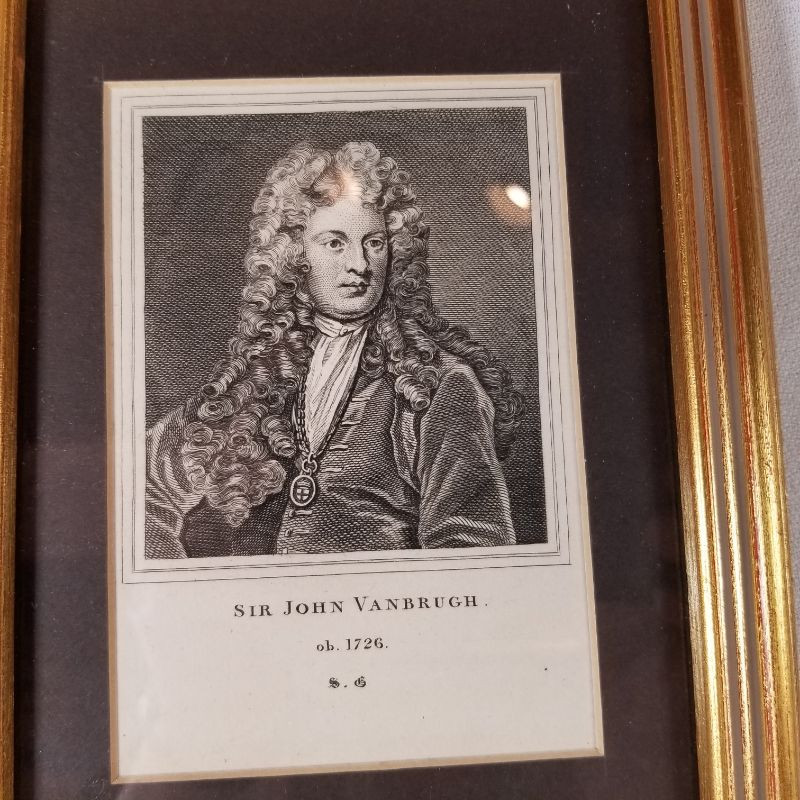 SIR JOHN VANBRUGH.
ob. 1726.
S. G